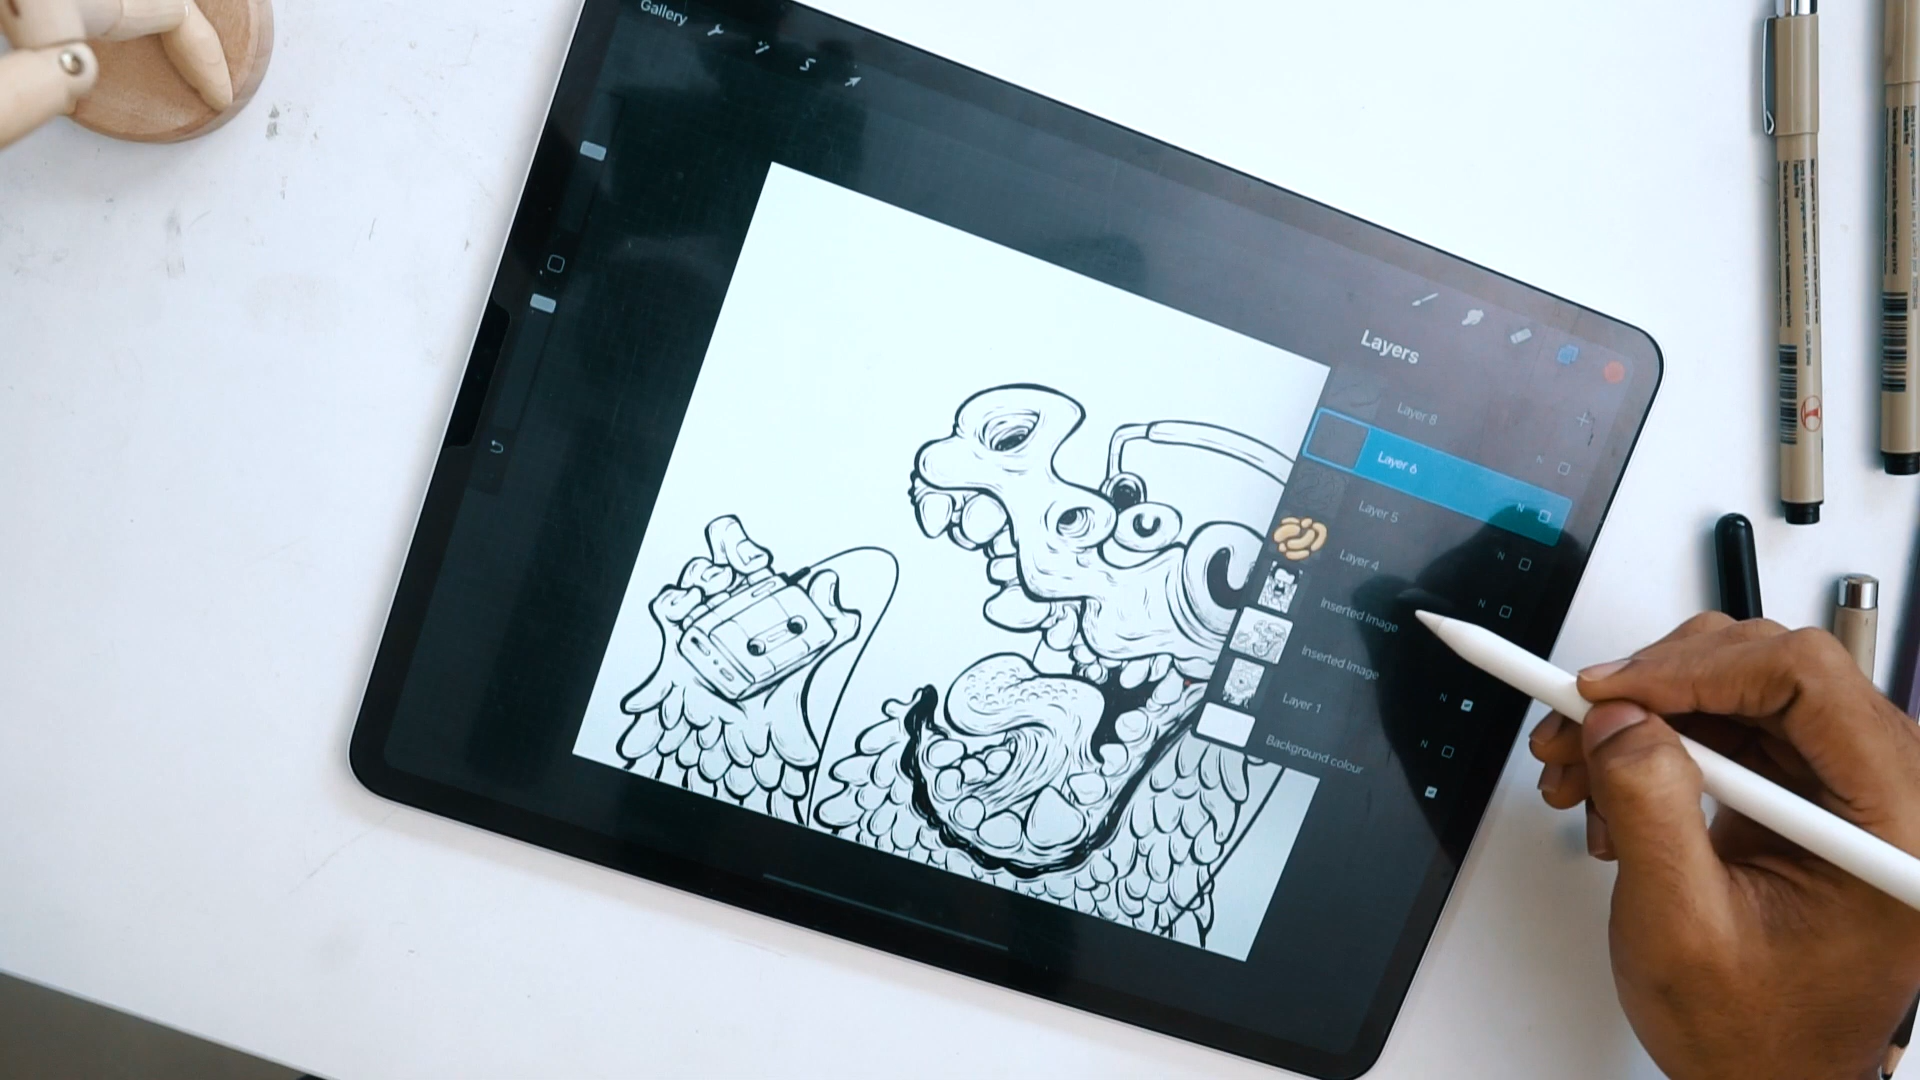 Gallery
Layers
Layer 8
N
Layer 6
N
Layer 5
N
Layer 4
N
Inserted Image
Inserted Image
N
Layer 1
N
Background colour